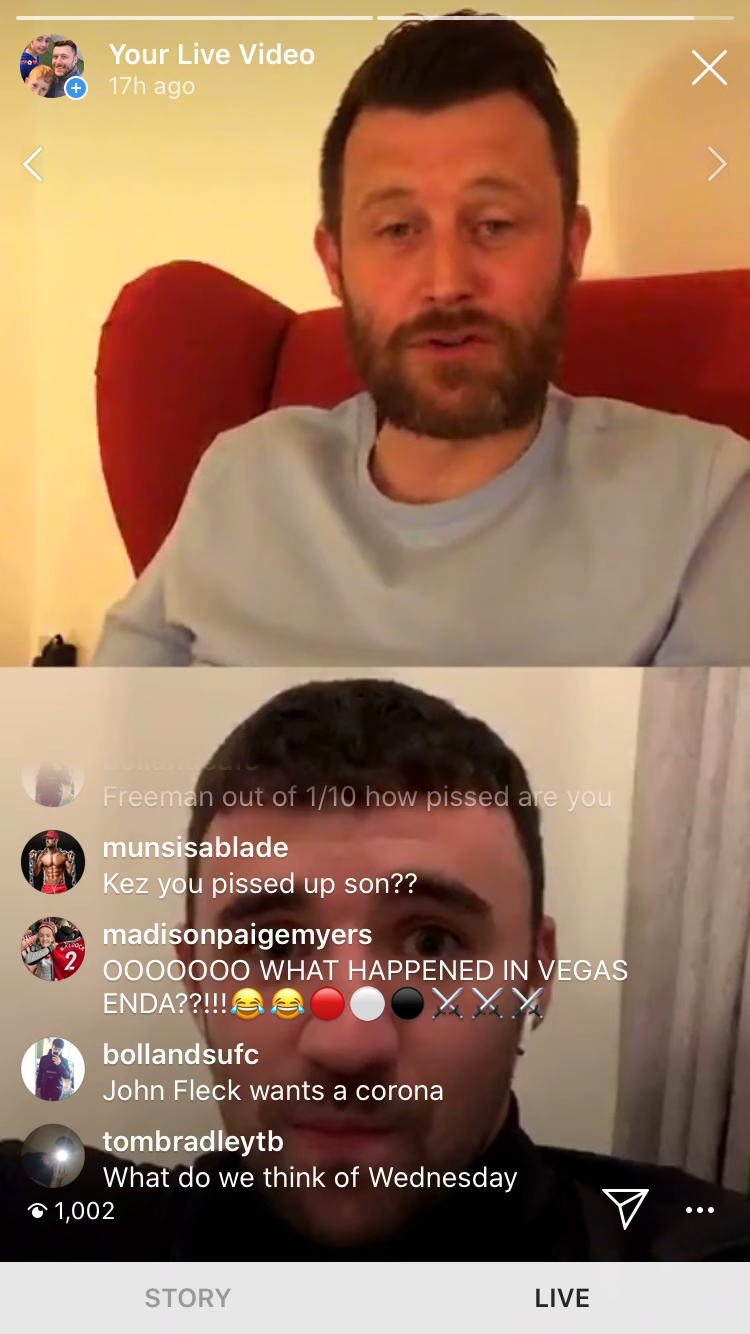 Your Live Video
17h ago
Freeman out of 1/10 how pissed are you
munsisablade
Kez you pissed up son??
madisonpaigemyers
OOOOOOO WHAT HAPPENED IN VEGAS
ENDA??!!!😂😂🔴⚪⚫⚔⚔⚔
bollandsufc
John Fleck wants a corona
tombradleytb
What do we think of Wednesday
1,002
STORY
LIVE